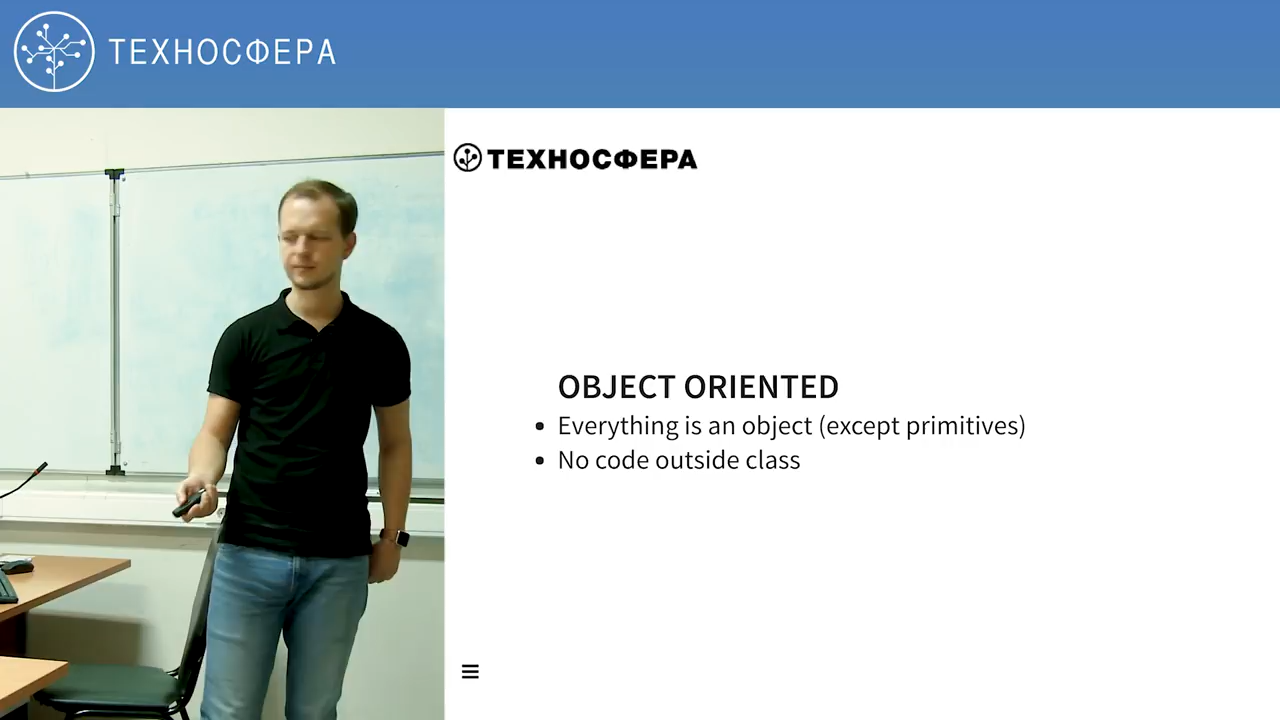 ТЕХНОСФЕРА
ТЕХНОСФЕРА
OBJECT ORIENTED
• Everything is an object (except primitives)
• No code outside class